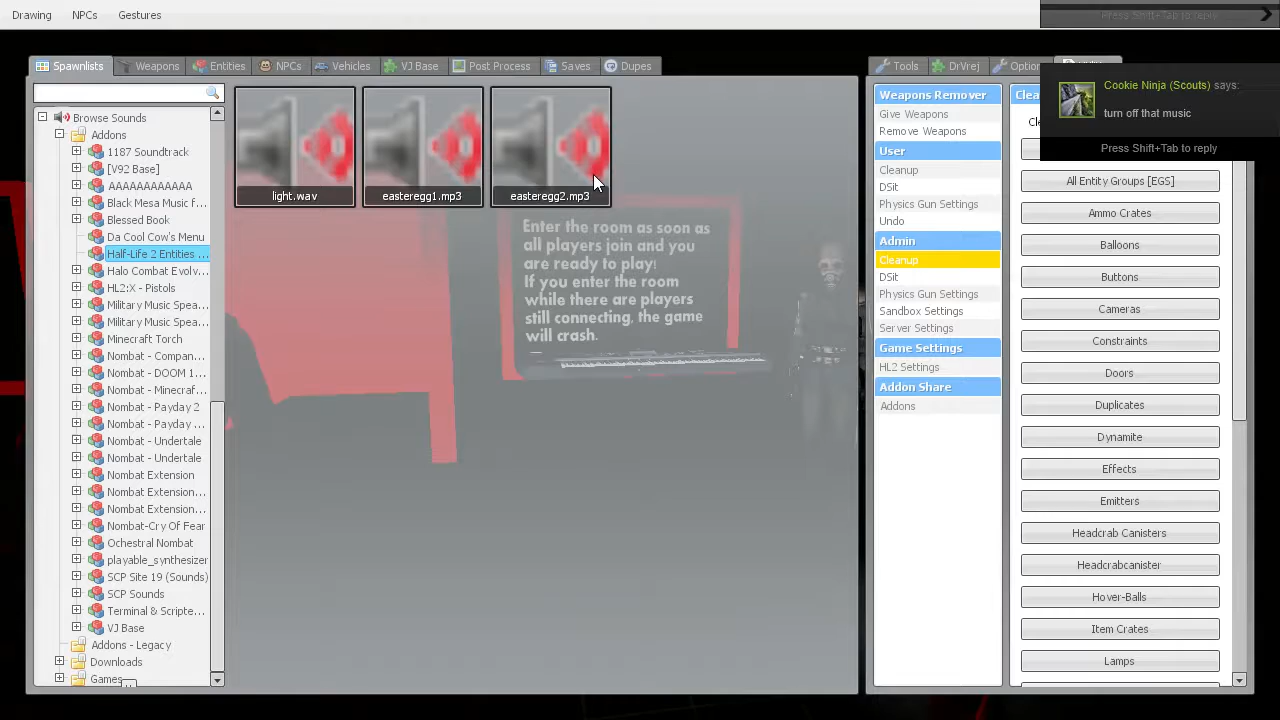 Drawing NPCs Gestures
Press Shift+Tab to reply
Spawnlists Weapons Entities NPCs Vehicles VJ Base Post Process Saves Dupes
Tools DrVrej Option
Cookie Ninja (Scouts) says:
turn off that music
Press Shift+Tab to reply
Browse Sounds
Addons
1187 Soundtrack
[V92 Base]
AAAAAAAAAAAA
Black Mesa Music f...
Blessed Book
Da Cool Cow's Menu
Half-Life 2 Entities ...
Halo Combat Evolv...
HL2:X - Pistols
Military Music Spea...
Military Music Spea...
Minecraft Torch
Nombat - Compan...
Nombat - DOOM 1...
Nombat - Minecraf...
Nombat - Payday 2
Nombat - Payday ...
Nombat - Undertale
Nombat - Undertale
Nombat Extension
Nombat Extension...
Nombat Extension...
Nombat-Cry Of Fear
Ochestral Nombat
playable_synthesizer
SCP Site 19 (Sounds)
SCP Sounds
Terminal & Scripte...
VJ Base
Addons - Legacy
Downloads
Games
light.wav
easteregg1.mp3
easteregg2.mp3
Enter the room as soon as
all players join and you
are ready to play!
If you enter the room
while there are players
still connecting, the game
will crash.
Weapons Remover
Give Weapons
Remove Weapons
User
Cleanup
DSit
Physics Gun Settings
Undo
Admin
Cleanup
DSit
Physics Gun Settings
Sandbox Settings
Server Settings
Game Settings
HL2 Settings
Addon Share
Addons
All Entity Groups [EGS]
Ammo Crates
Balloons
Buttons
Cameras
Constraints
Doors
Duplicates
Dynamite
Effects
Emitters
Headcrab Canisters
Headcrabcanister
Hover-Balls
Item Crates
Lamps